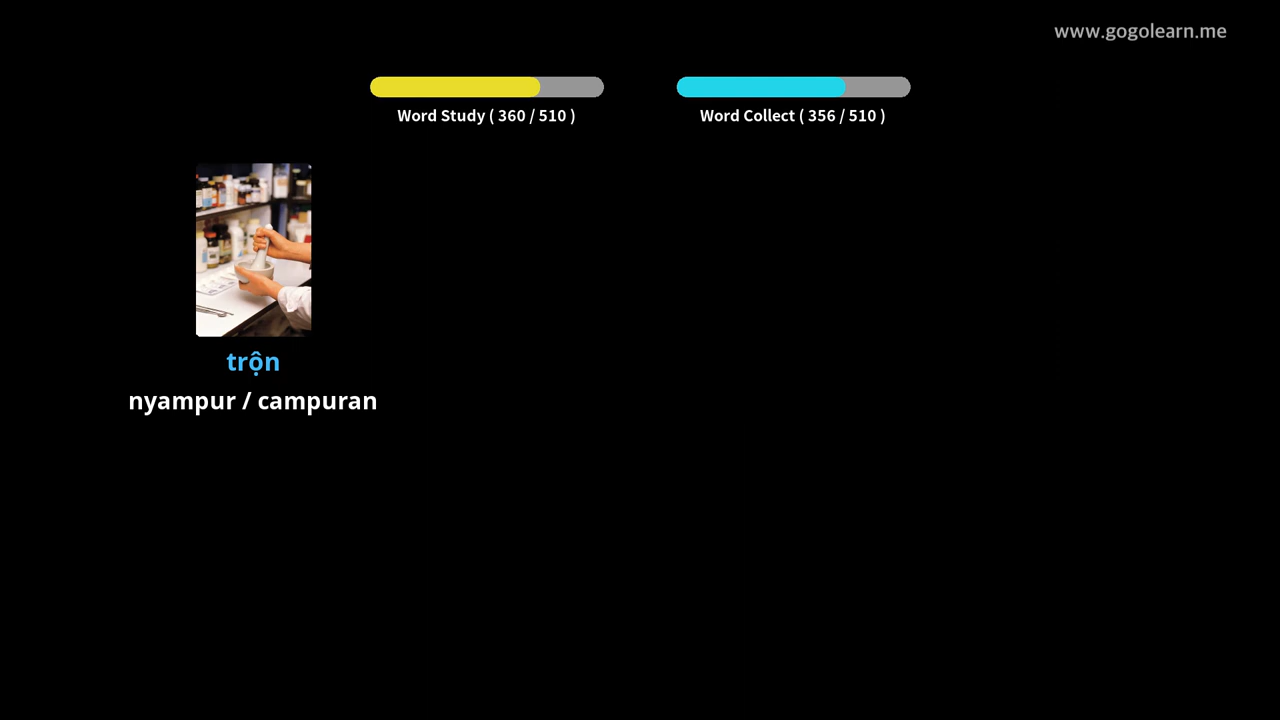 www.gogolearn.me
Word Study ( 360 / 510 )
Word Collect ( 356 / 510 )
trộn
nyampur / campuran